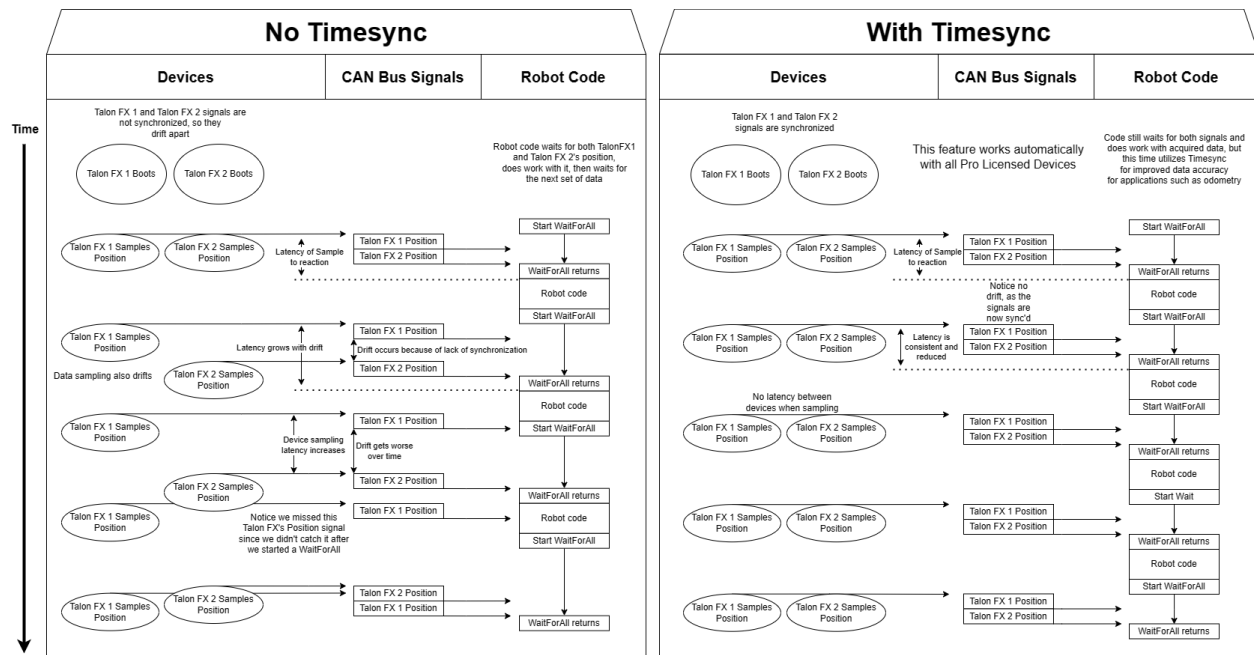 No Timesync
Devices
CAN Bus Signals
Robot Code
Time
Talon FX 1 and Talon FX 2 signals are
not synchronized, so they
drift apart
Talon FX 1 Boots
Talon FX 2 Boots
Robot code waits for both TalonFX1
and Talon FX 2's position,
does work with it, then waits for
the next set of data
Start WaitForAll
Talon FX 1 Samples
Position
Talon FX 2 Samples
Position
Latency of Sample
to reaction
Talon FX 1 Position
Talon FX 2 Position
WaitForAll returns
Robot code
Start WaitForAll
Talon FX 1 Samples
Position
Latency grows with drift
Talon FX 1 Position
Drift occurs because of lack of synchronization
Talon FX 2 Position
Data sampling also drifts
Talon FX 2 Samples
Position
WaitForAll returns
Robot code
Start WaitForAll
Talon FX 1 Samples
Position
Device sampling
latency increases
Talon FX 1 Position
Drift gets worse
over time
Talon FX 2 Samples
Position
Talon FX 2 Position
WaitForAll returns
Robot code
Start WaitForAll
Talon FX 1 Samples
Position
Talon FX 1 Position
Notice we missed this
Talon FX's Position signal
since we didn't catch it after
we started a WaitForAll
Talon FX 1 Samples
Position
Talon FX 2 Samples
Position
Talon FX 2 Position
Talon FX 1 Position
WaitForAll returns
With Timesync
Devices
CAN Bus Signals
Robot Code
Talon FX 1 and Talon FX 2
signals are synchronized
Talon FX 1 Boots
Talon FX 2 Boots
This feature works automatically
with all Pro Licensed Devices
Code still waits for both signals and
does work with acquired data, but
this time utilizes Timesync
for improved data accuracy
for applications such as odometry
Start WaitForAll
Talon FX 1 Samples
Position
Talon FX 2 Samples
Position
Latency of Sample
to reaction
Talon FX 1 Position
Talon FX 2 Position
WaitForAll returns
Robot code
Start WaitForAll
Notice no
drift, as the
signals are
now sync'd
Talon FX 1 Samples
Position
Talon FX 2 Samples
Position
Latency is
consistent and
reduced
Talon FX 1 Position
Talon FX 2 Position
WaitForAll returns
Robot code
Start WaitForAll
No latency between
devices when sampling
Talon FX 1 Samples
Position
Talon FX 2 Samples
Position
Talon FX 1 Position
Talon FX 2 Position
WaitForAll returns
Robot code
Start Wait
Talon FX 1 Samples
Position
Talon FX 2 Samples
Position
Talon FX 1 Position
Talon FX 2 Position
WaitForAll returns
Robot code
Start WaitForAll
Talon FX 1 Samples
Position
Talon FX 2 Samples
Position
Talon FX 1 Position
Talon FX 2 Position
WaitForAll returns